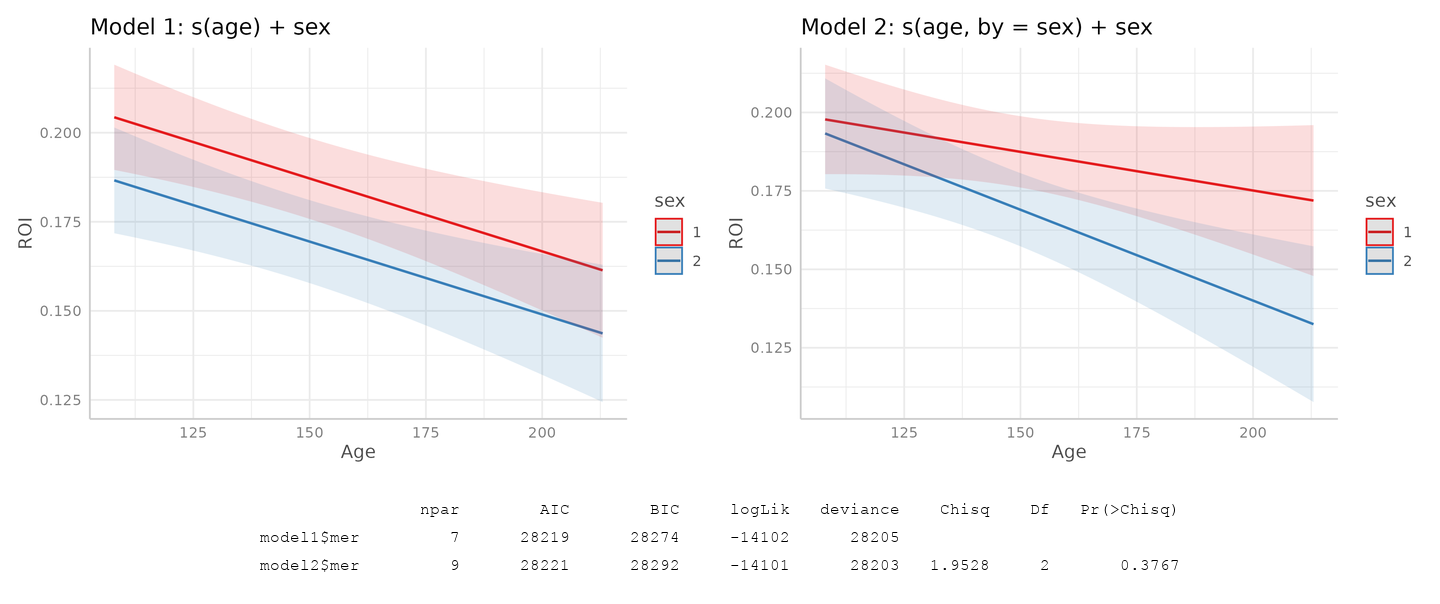 Model 1: s(age) + sex
0.200
0.175
0.150
0.125
ROI
125 150 175 200
Age
sex
1
2
Model 2: s(age, by = sex) + sex
0.200
0.175
0.150
0.125
ROI
125 150 175 200
Age
sex
1
2
npar AIC BIC logLik deviance Chisq Df Pr(>Chisq)
model1$mer 7 28219 28274 -14102 28205
model2$mer 9 28221 28292 -14101 28203 1.9528 2 0.3767